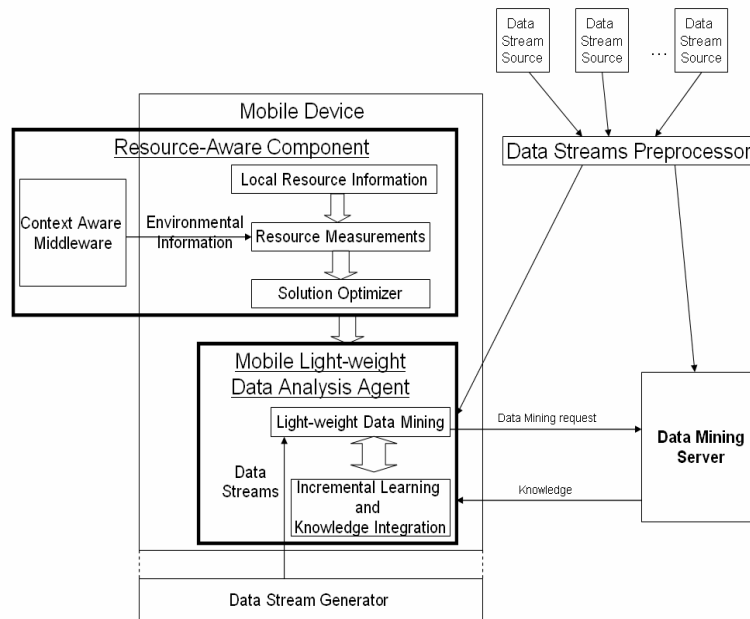 Data
Stream
Source
Data
Stream
Source
...
Data
Stream
Source
Mobile Device
Resource-Aware Component
Data Streams Preprocessor
Local Resource Information
Context Aware
Middleware
Environmental
Information
Resource Measurements
Solution Optimizer
Mobile Light-weight
Data Analysis Agent
Light-weight Data Mining
Data Mining request
Data Mining
Server
Data
Streams
Incremental Learning
and
Knowledge Integration
Knowledge
Data Stream Generator